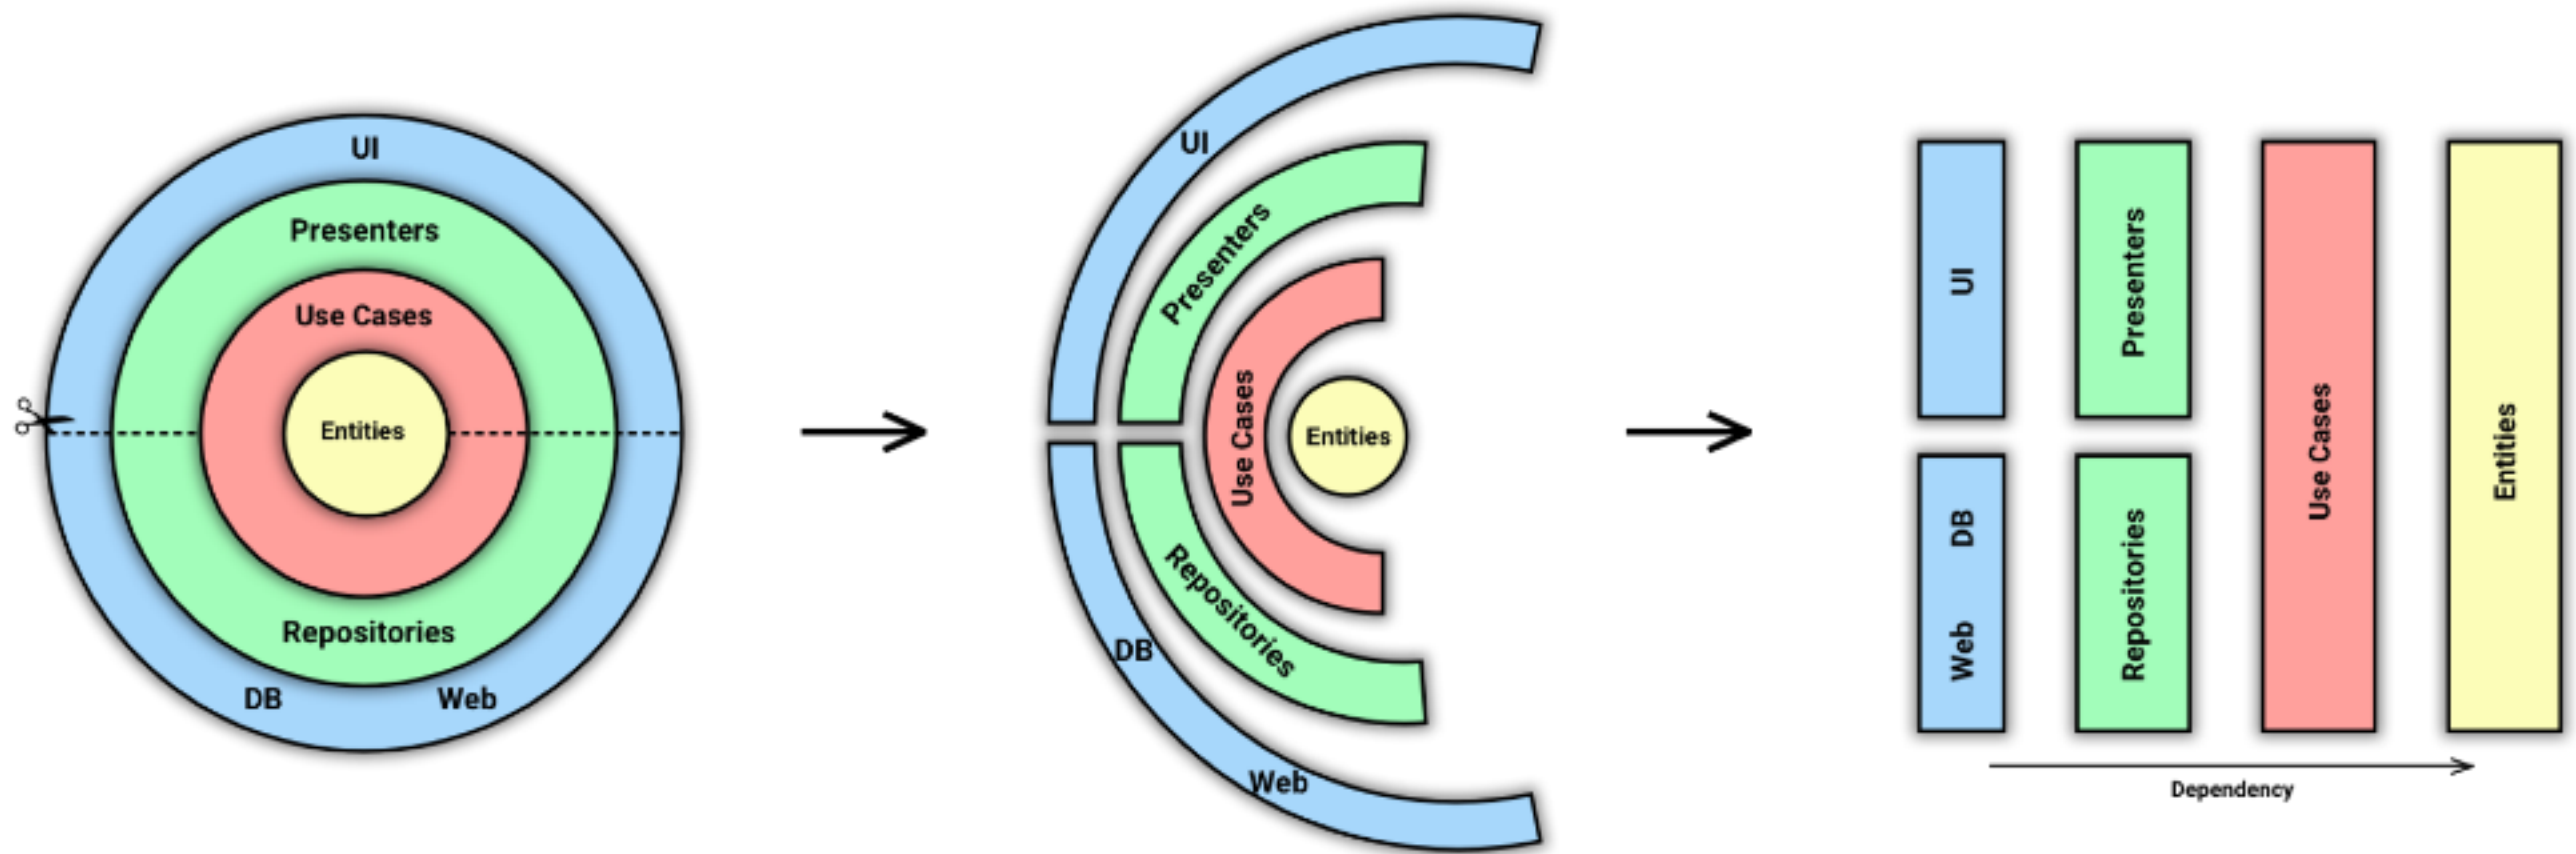 UI
Presenters
Use Cases
Entities
Repositories
DB Web
UI
Presenters
Use Cases
Entities
Repositories
DB
Web
UI
Presenters
DB
Web
Repositories
Use Cases
Entities
Dependency